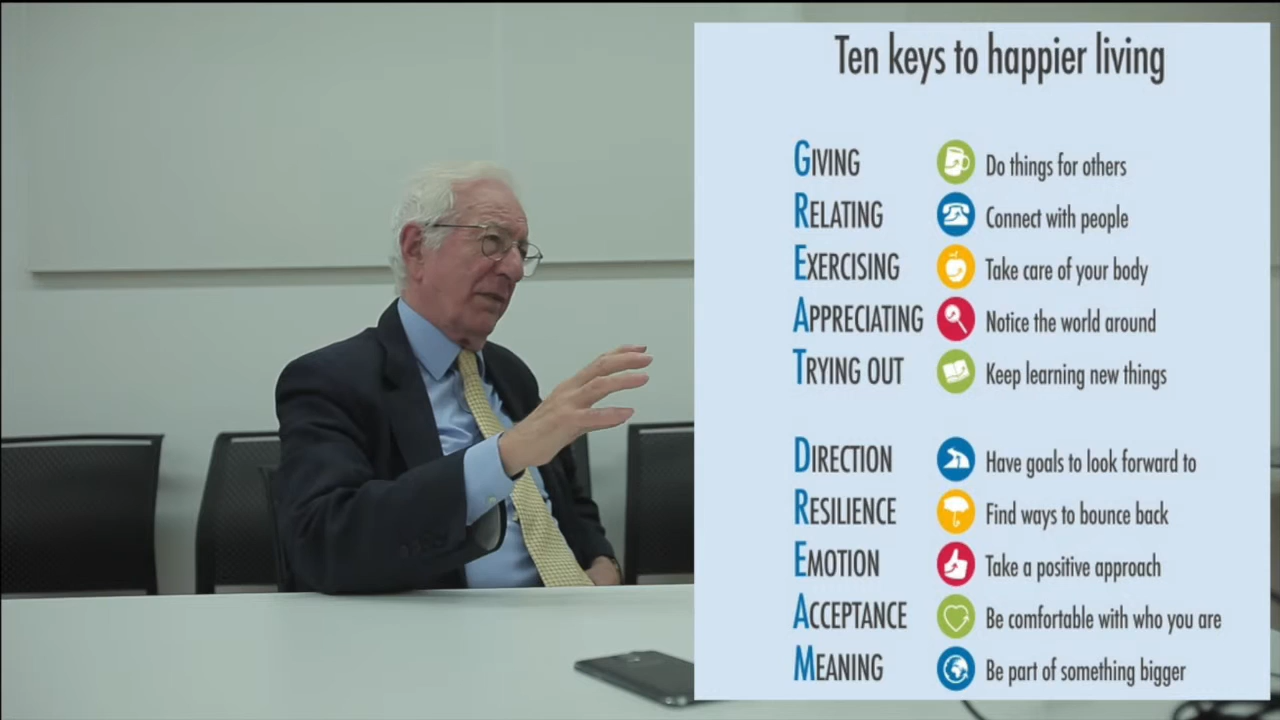 Ten keys to happier living
GIVING Do things for others
RELATING Connect with people
EXERCISING Take care of your body
APPRECIATING Notice the world around
TRYING OUT Keep learning new things
DIRECTION Have goals to look forward to
RESILIENCE Find ways to bounce back
EMOTION Take a positive approach
ACCEPTANCE Be comfortable with who you are
MEANING Be part of something bigger